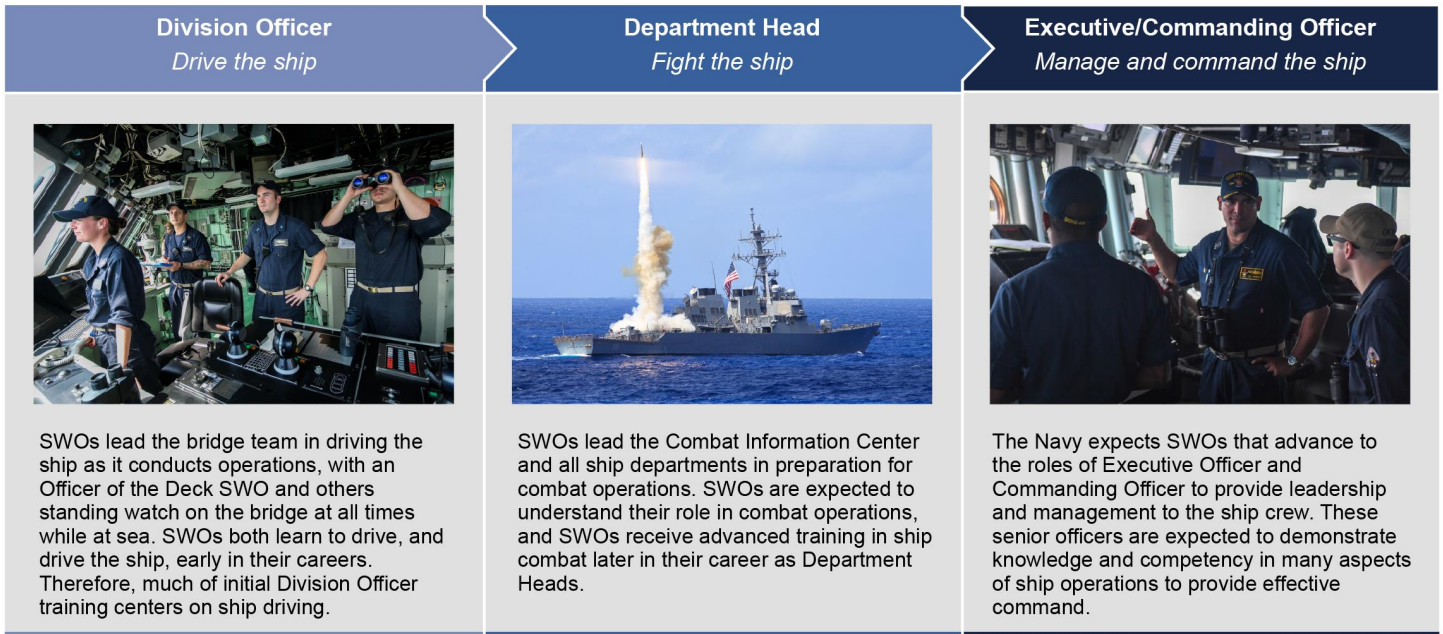 Division Officer
Drive the ship
Department Head
Fight the ship
Executive/Commanding Officer
Manage and command the ship
SWOs lead the bridge team in driving the
ship as it conducts operations, with an
Officer of the Deck SWO and others
standing watch on the bridge at all times
while at sea. SWOs both learn to drive, and
drive the ship, early in their careers.
Therefore, much of initial Division Officer
training centers on ship driving.
SWOs lead the Combat Information Center
and all ship departments in preparation for
combat operations. SWOs are expected to
understand their role in combat operations,
and SWOs receive advanced training in ship
combat later in their career as Department
Heads.
The Navy expects SWOs that advance to
the roles of Executive Officer and
Commanding Officer to provide leadership
and management to the ship crew. These
senior officers are expected to demonstrate
knowledge and competency in many aspects
of ship operations to provide effective
command.